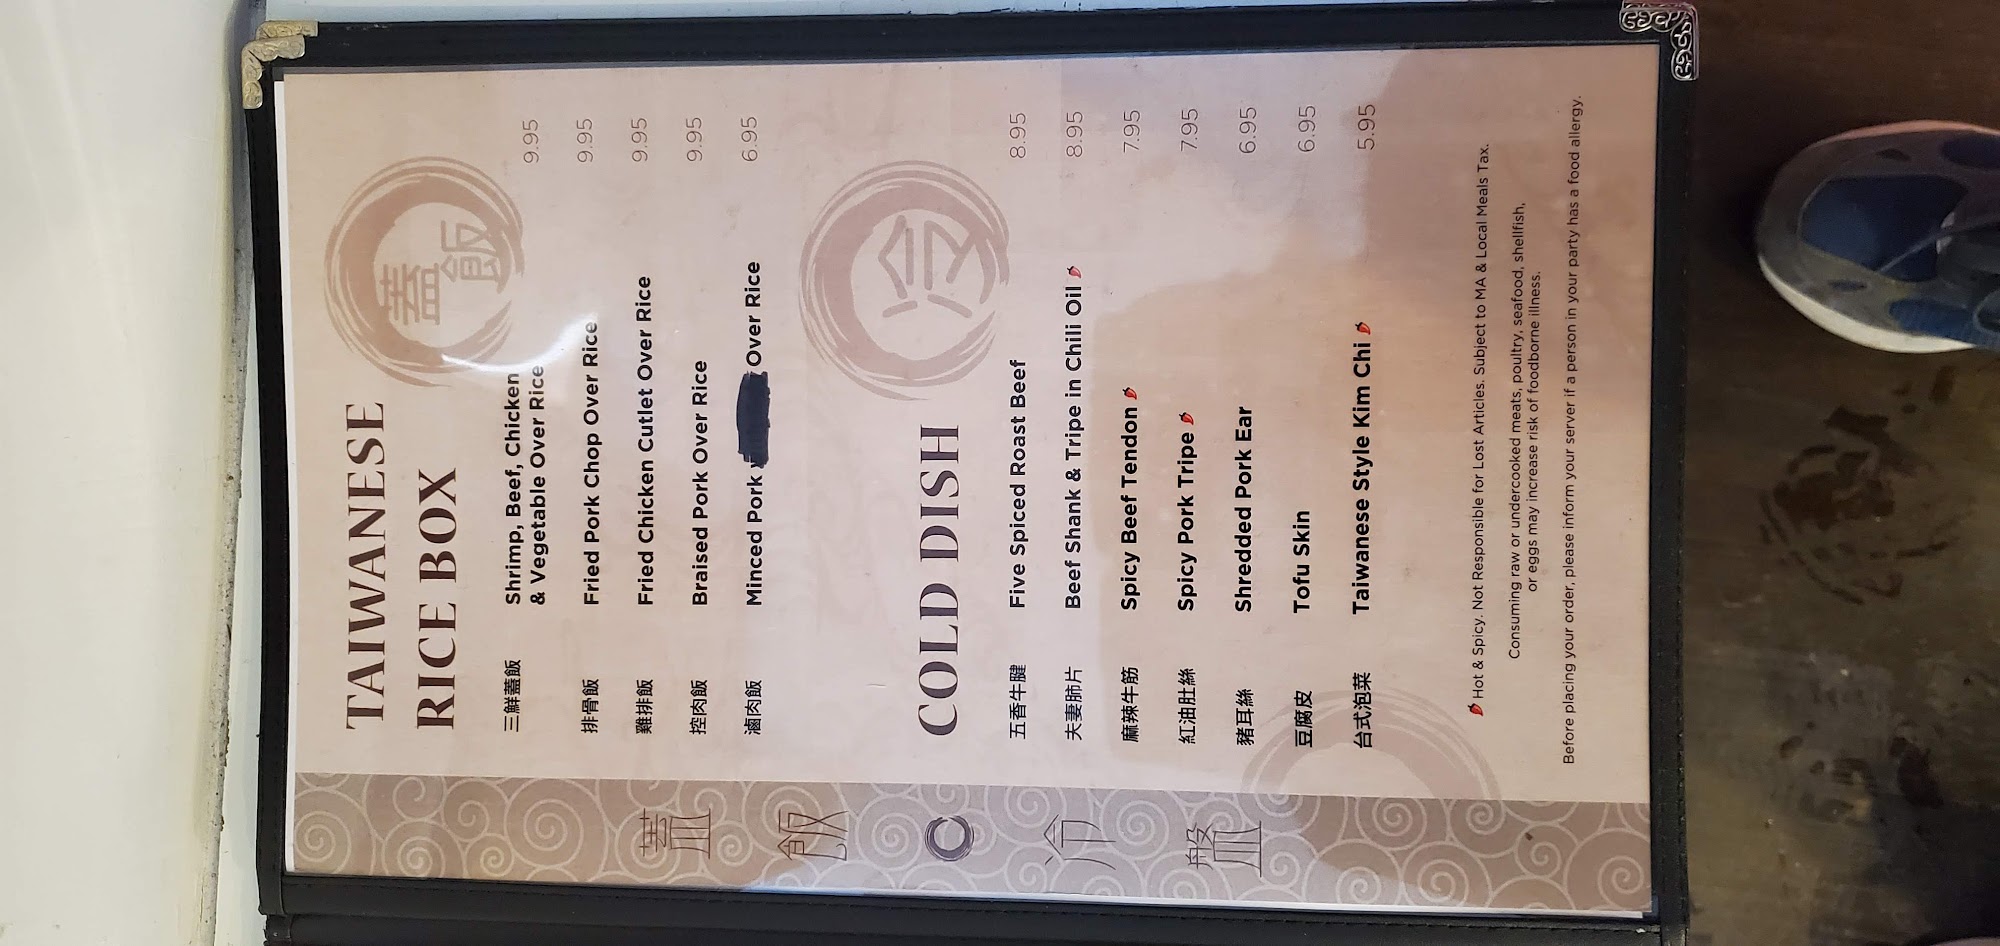 TAIWANESE
RICE BOX
蓋飯
三鮮蓋飯 Shrimp, Beef, Chicken
& Vegetable Over Rice 9.95
排骨飯 Fried Pork Chop Over Rice 9.95
雞排飯 Fried Chicken Cutlet Over Rice 9.95
控肉飯 Braised Pork Over Rice 9.95
滷肉飯 Minced Pork Over Rice 6.95
COLD DISH
冷
五香牛腱 Five Spiced Roast Beef 8.95
夫妻肺片 Beef Shank & Tripe in Chili Oil 8.95
麻辣牛筋 Spicy Beef Tendon 7.95
紅油肚絲 Spicy Pork Tripe 7.95
豬耳絲 Shredded Pork Ear 6.95
豆腐皮 Tofu Skin 6.95
台式泡菜 Taiwanese Style Kim Chi 5.95
Hot & Spicy. Not Responsible for Lost Articles. Subject to MA & Local Meals Tax.
Consuming raw or undercooked meats, poultry, seafood, shellfish,
or eggs may increase risk of foodborne illness.
Before placing your order, please inform your server if a person in your party has a food allergy.
蓋
飯
冷
盤